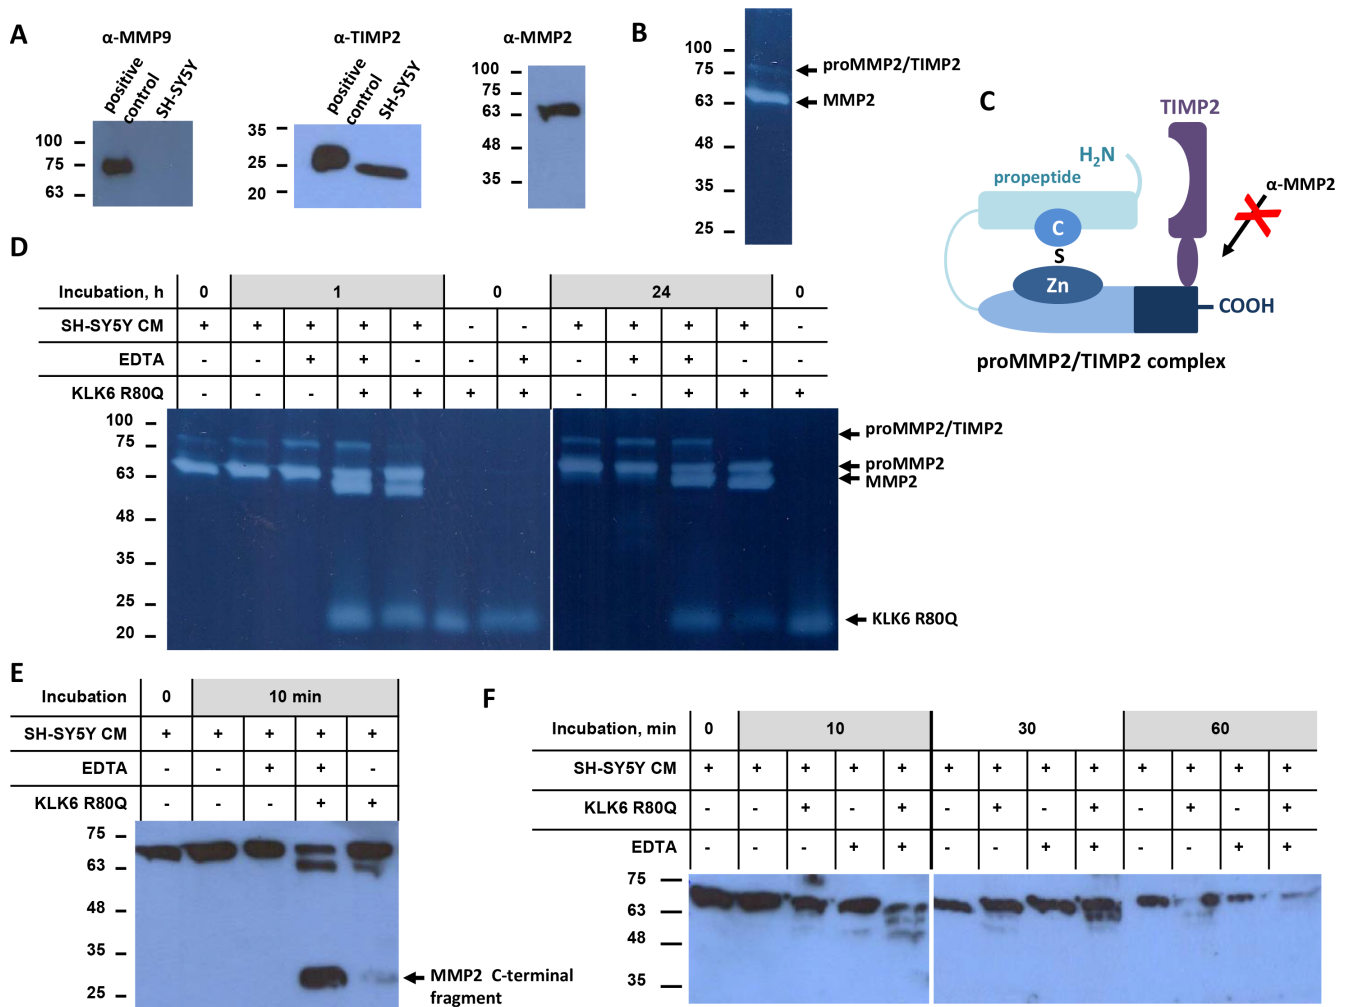 A
α-MMP9
positive
control
SH-SY5Y
100
75
63
α-TIMP2
positive
control
SH-SY5Y
35
25
20
α-MMP2
100
75
63
48
35
B
100
75
63
48
35
25
proMMP2/TIMP2
MMP2
C
TIMP2
H2N
propeptide
α-MMP2
C
S
Zn
COOH
proMMP2/TIMP2 complex
D
Incubation, h 0 1 0 24 0
SH-SY5Y CM + + + + + - - + + + + -
EDTA - - + + - - + - + + - -
KLK6 R80Q - - - + + + + - - + + +
100
75
63
48
35
25
20
proMMP2/TIMP2
proMMP2
MMP2
KLK6 R80Q
E
Incubation 0 10 min
SH-SY5Y CM + + + + +
EDTA - - + + -
KLK6 R80Q - - - + +
75
63
48
35
25
MMP2 C-terminal
fragment
F
Incubation, min 0 10 30 60
SH-SY5Y CM + + + + + + + + + + + + +
KLK6 R80Q - - + - + - + - + - + - +
EDTA - - - + + - - + + - - + +
75
63
48
35